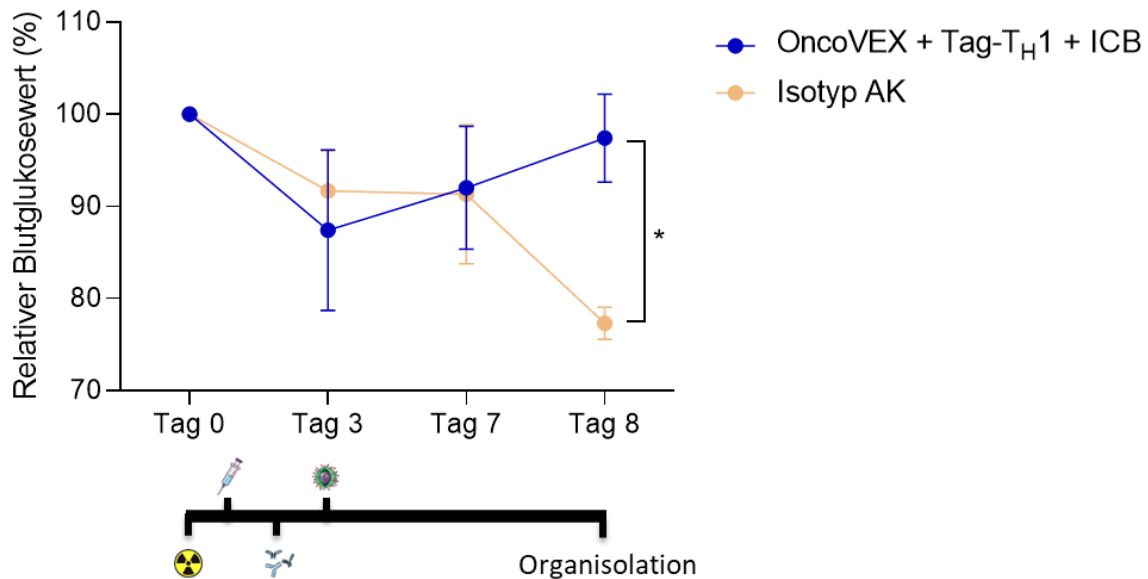 Relativer Blutglukosewert (%)
110
100
90
80
70
Tag 0 Tag 3 Tag 7 Tag 8
OncoVEX + Tag-TH1 + ICB
Isotyp AK
*
Organisolation